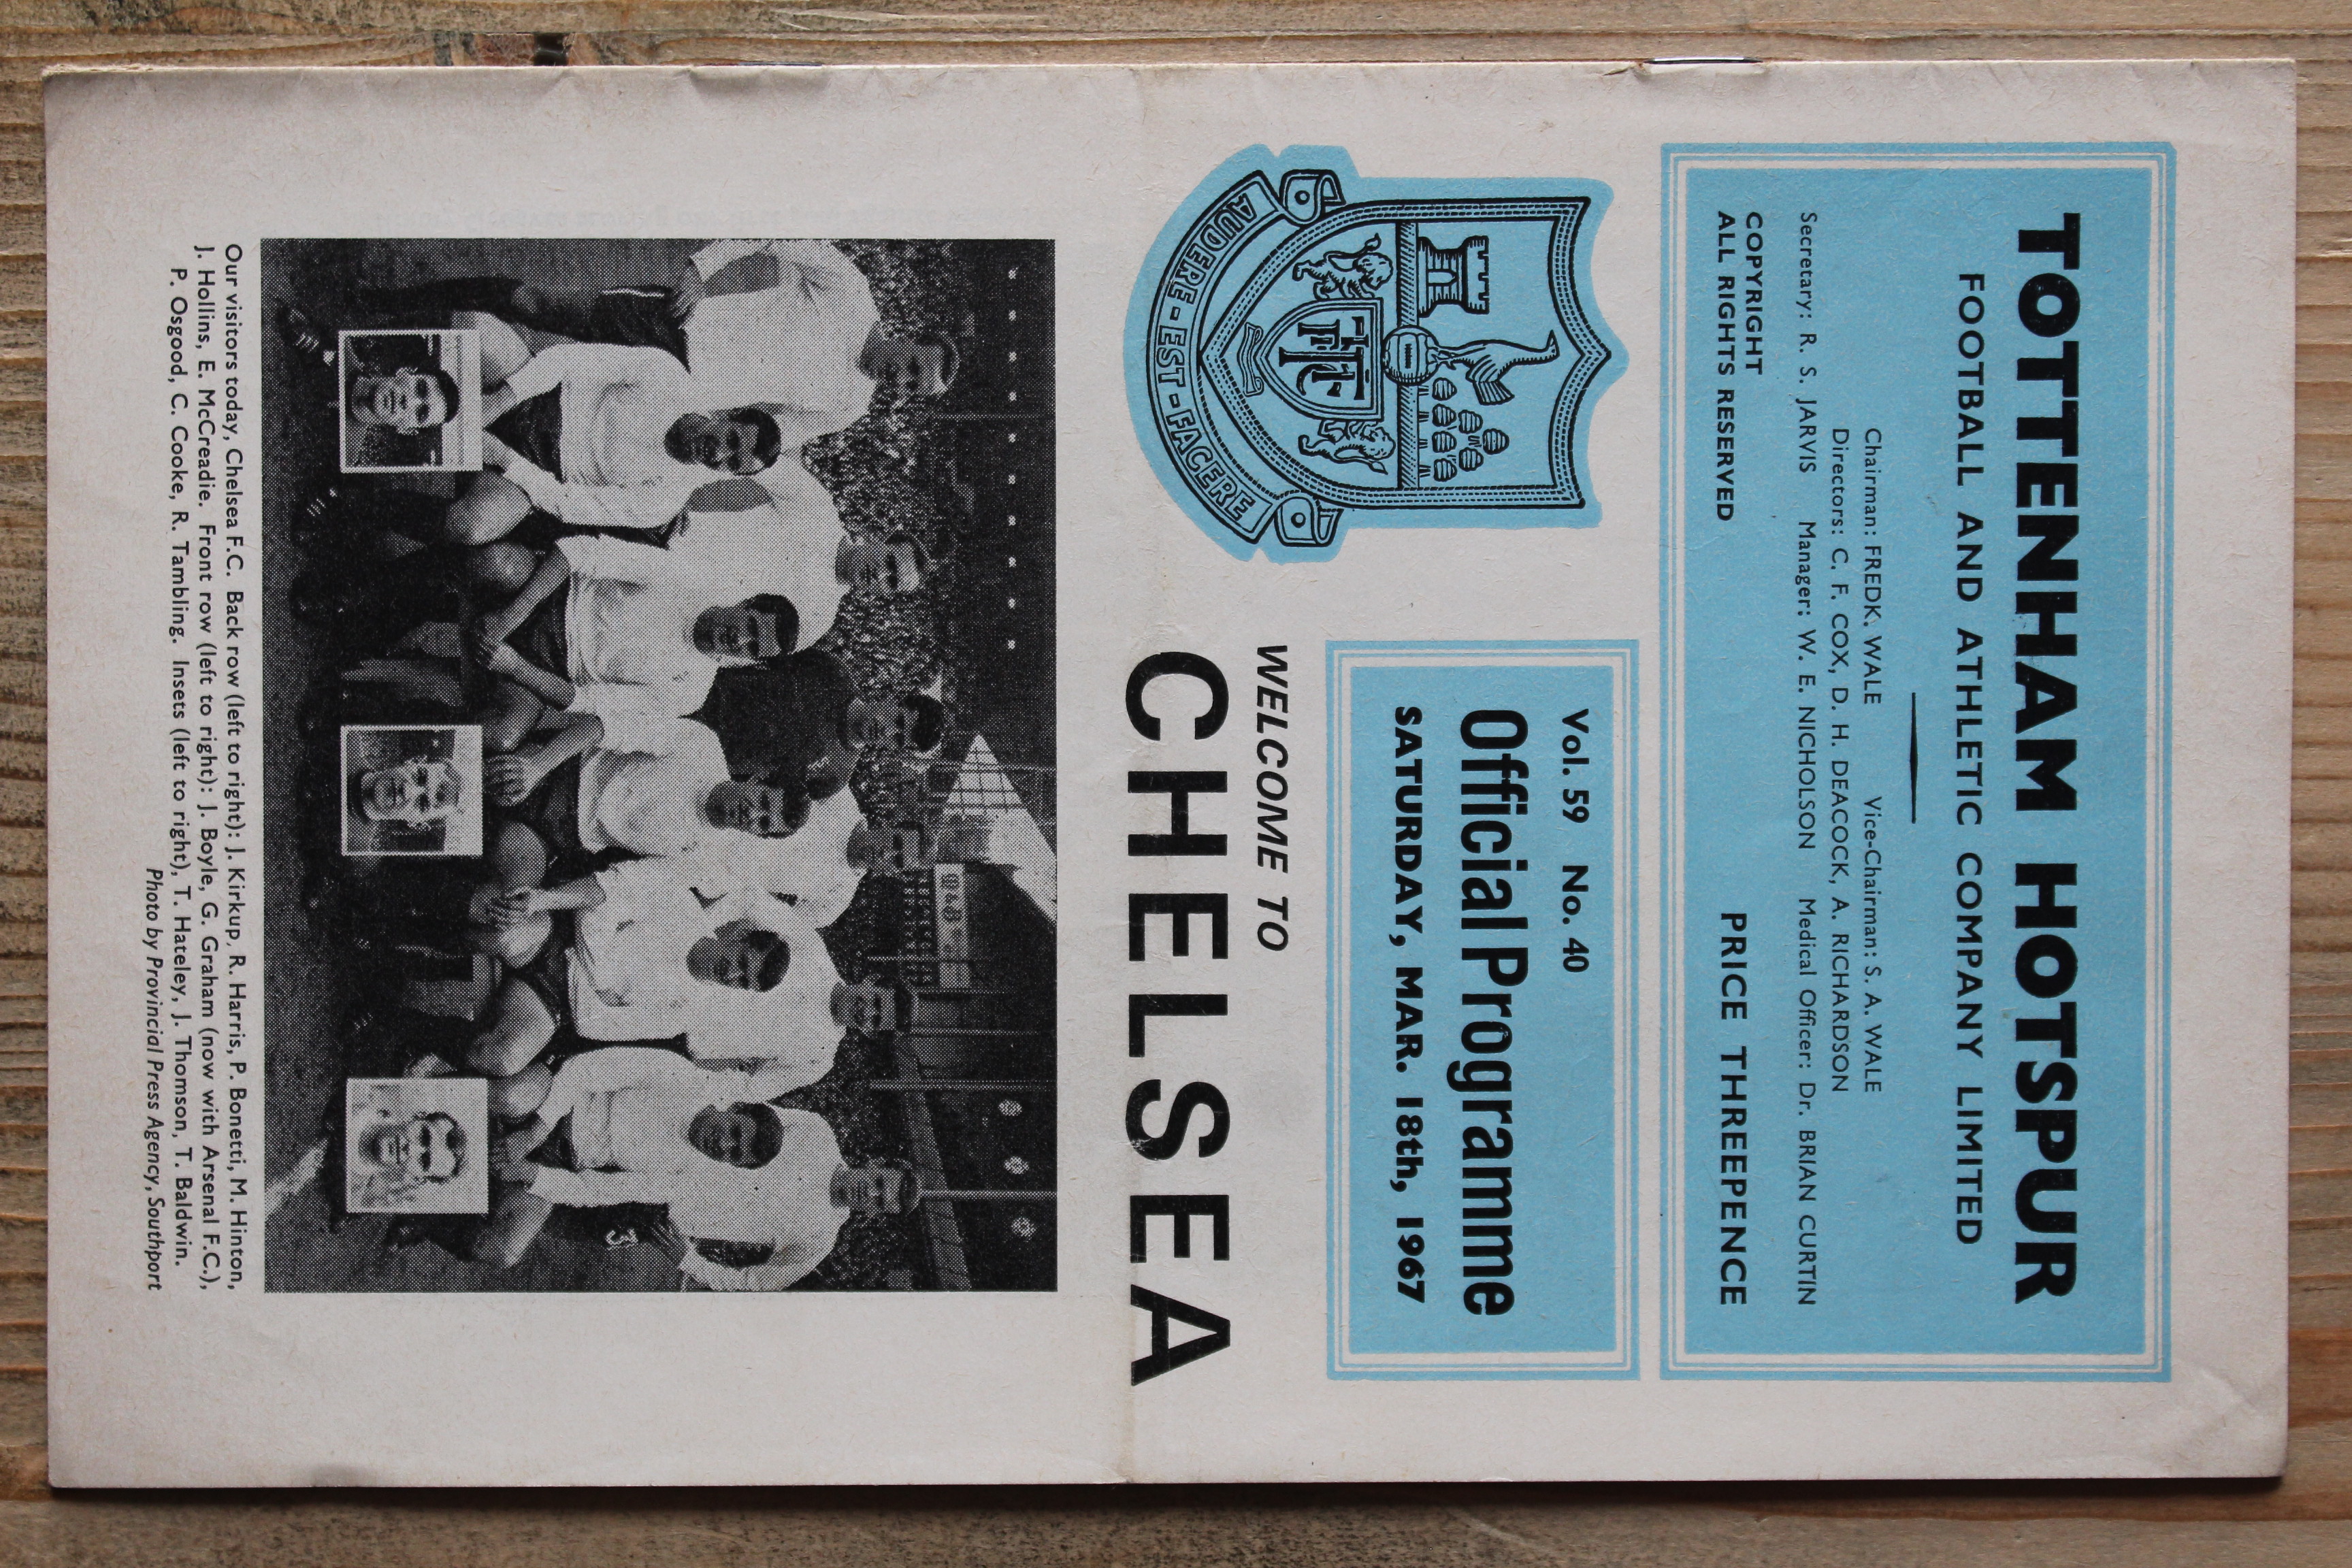 TOTTENHAM HOTSPUR
FOOTBALL AND ATHLETIC COMPANY LIMITED
Chairman: FREDK. WALE Vice-Chairman: S. A. WALE
Directors: C. F. COX, D. H. DEACOCK, A. RICHARDSON
Secretary: R. S. JARVIS Manager: W. E. NICHOLSON Medical Officer: Dr. BRIAN CURTIN
COPYRIGHT
ALL RIGHTS RESERVED
PRICE THREEPENCE
AUDERE - EST - FACERE
Vol. 59 No. 40
Official Programme
SATURDAY, MAR. 18th, 1967
WELCOME TO
CHELSEA
3
Our visitors today, Chelsea F.C. Back row (left to right): J. Kirkup, R. Harris, P. Bonetti, M. Hinton,
J. Hollins, E. McCreadie. Front row (left to right): J. Boyle, G. Graham (now with Arsenal F.C.),
P. Osgood, C. Cooke, R. Tambling. Insets (left to right), T. Hateley, J. Thomson, T. Baldwin.
Photo by Provincial Press Agency, Southport